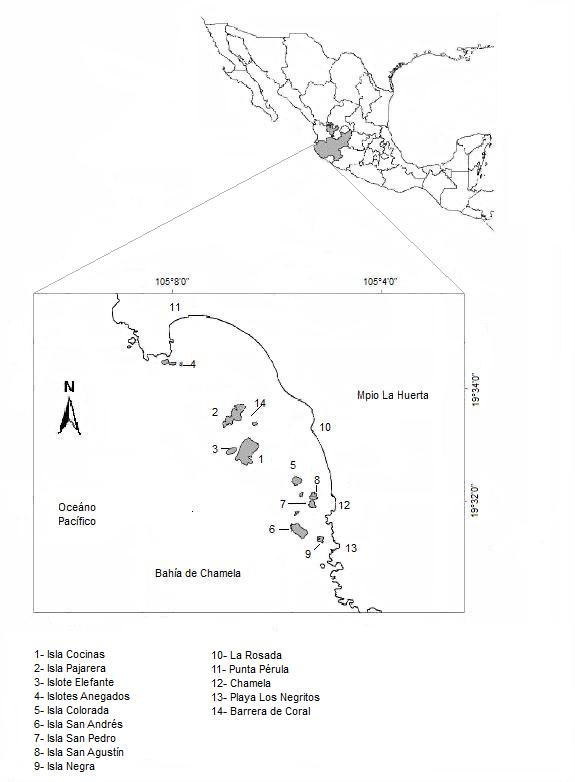 105°8'0"
105°4'0"
11
4
N
14
2
Mpio La Huerta
19°34'0"
10
3
1
5
8
Oceáno
Pacífico
7
12
19°32'0"
6
9
13
Bahía de Chamela
1- Isla Cocinas
2- Isla Pajarera
3- Islote Elefante
4- Islotes Anegados
5- Isla Colorada
6- Isla San Andrés
7- Isla San Pedro
8- Isla San Agustín
9- Isla Negra
10- La Rosada
11- Punta Pérula
12- Chamela
13- Playa Los Negritos
14- Barrera de Coral